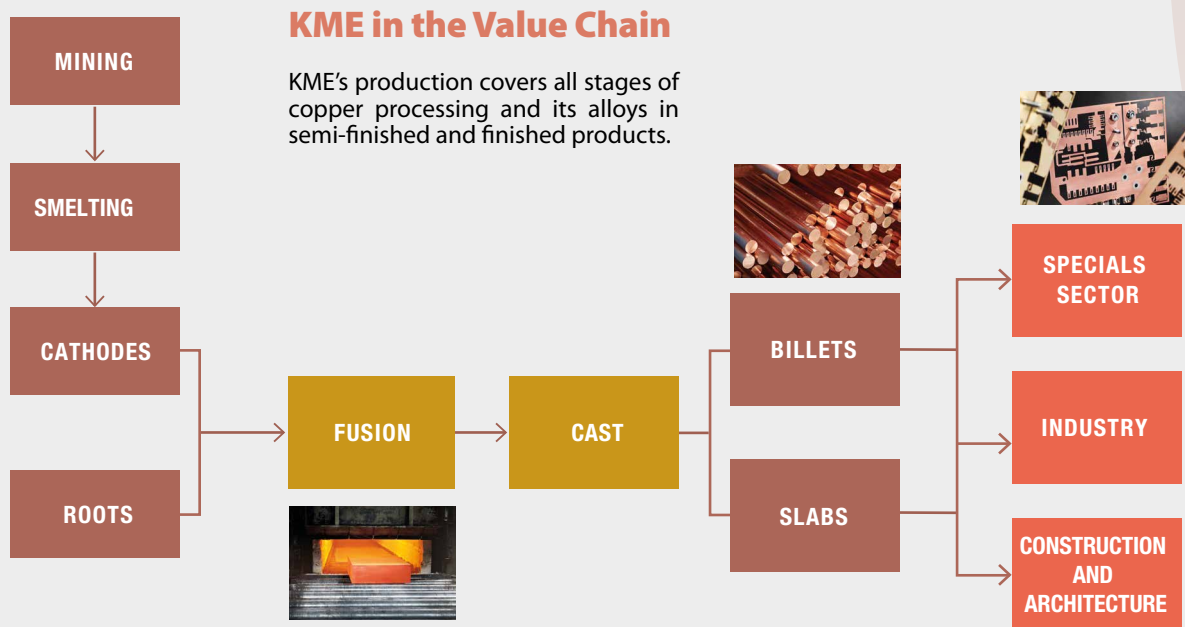 KME in the Value Chain
KME's production covers all stages of
copper processing and its alloys in
semi-finished and finished products.
MINING
SMELTING
CATHODES
ROOTS
FUSION
CAST
BILLETS
SLABS
SPECIALS
SECTOR
INDUSTRY
CONSTRUCTION
AND
ARCHITECTURE